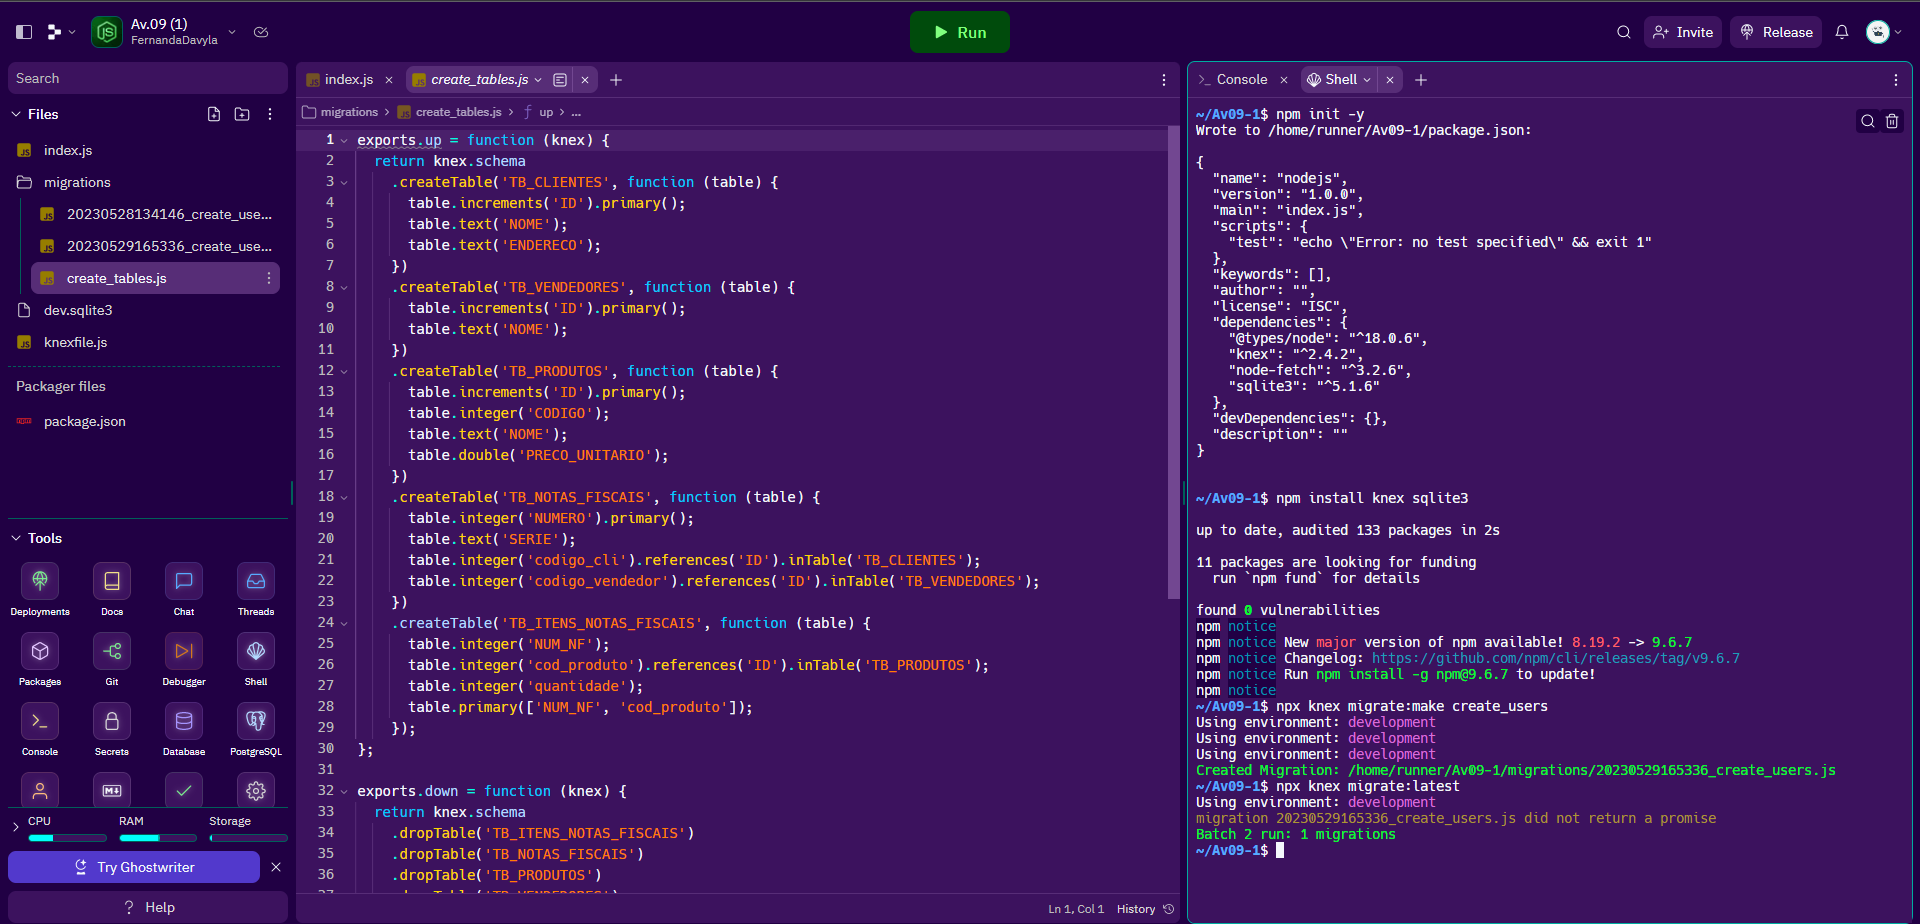 Av.09 (1)
FernandaDavyla
Run
Invite
Release
Search
Files
index.js
migrations
20230528134146_create_use...
20230529165336_create_use...
create_tables.js
dev.sqlite3
knexfile.js
Packager files
package.json
Tools
Deployments
Docs
Chat
Threads
Packages
Git
Debugger
Shell
Console
Secrets
Database
PostgreSQL
CPU
RAM
Storage
Try Ghostwriter
Help
index.js
create_tables.js
migrations > create_tables.js > f up > ...
1 exports.up = function (knex) {
2 return knex.schema
3 .createTable('TB_CLIENTES', function (table) {
4 table.increments('ID').primary();
5 table.text('NOME');
6 table.text('ENDERECO');
7 })
8 .createTable('TB_VENDEDORES', function (table) {
9 table.increments('ID').primary();
10 table.text('NOME');
11 })
12 .createTable('TB_PRODUTOS', function (table) {
13 table.increments('ID').primary();
14 table.integer('CODIGO');
15 table.text('NOME');
16 table.double('PRECO_UNITARIO');
17 })
18 .createTable('TB_NOTAS_FISCAIS', function (table) {
19 table.integer('NUMERO').primary();
20 table.text('SERIE');
21 table.integer('codigo_cli').references('ID').inTable('TB_CLIENTES');
22 table.integer('codigo_vendedor').references('ID').inTable('TB_VENDEDORES');
23 })
24 .createTable('TB_ITENS_NOTAS_FISCAIS', function (table) {
25 table.integer('NUM_NF');
26 table.integer('cod_produto').references('ID').inTable('TB_PRODUTOS');
27 table.integer('quantidade');
28 table.primary(['NUM_NF', 'cod_produto']);
29 });
30 };
31
32 exports.down = function (knex) {
33 return knex.schema
34 .dropTable('TB_ITENS_NOTAS_FISCAIS')
35 .dropTable('TB_NOTAS_FISCAIS')
36 .dropTable('TB_PRODUTOS')
Ln 1, Col 1 History
Console
Shell
~/Av09-1$ npm init -y
Wrote to /home/runner/Av09-1/package.json:
{
"name": "nodejs",
"version": "1.0.0",
"main": "index.js",
"scripts": {
"test": "echo \"Error: no test specified\" && exit 1"
},
"keywords": [],
"author": "",
"license": "ISC",
"dependencies": {
"@types/node": "^18.0.6",
"knex": "^2.4.2",
"node-fetch": "^3.2.6",
"sqlite3": "^5.1.6"
},
"devDependencies": {},
"description": ""
}
~/Av09-1$ npm install knex sqlite3
up to date, audited 133 packages in 2s
11 packages are looking for funding
run `npm fund` for details
found 0 vulnerabilities
npm notice
npm notice New major version of npm available! 8.19.2 -> 9.6.7
npm notice Changelog: https://github.com/npm/cli/releases/tag/v9.6.7
npm notice Run npm install -g npm@9.6.7 to update!
npm notice
~/Av09-1$ npx knex migrate:make create_users
Using environment: development
Using environment: development
Using environment: development
Created Migration: /home/runner/Av09-1/migrations/20230529165336_create_users.js
~/Av09-1$ npx knex migrate:latest
Using environment: development
migration 20230529165336_create_users.js did not return a promise
Batch 2 run: 1 migrations
~/Av09-1$